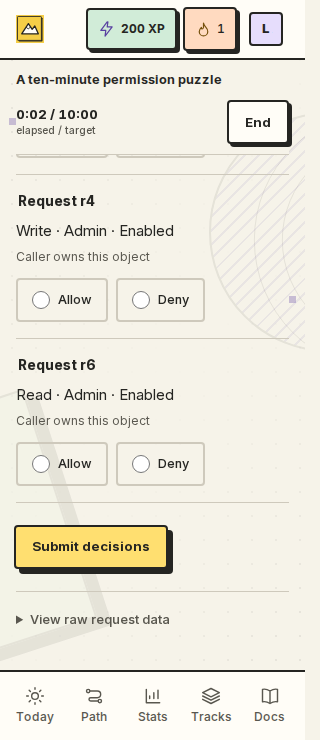 200 XP
1
L
A ten-minute permission puzzle
0:02 / 10:00
elapsed / target
End
Request r4
Write · Admin · Enabled
Caller owns this object
Allow
Deny
Request r6
Read · Admin · Enabled
Caller owns this object
Allow
Deny
Submit decisions
View raw request data
Today
Path
Stats
Tracks
Docs